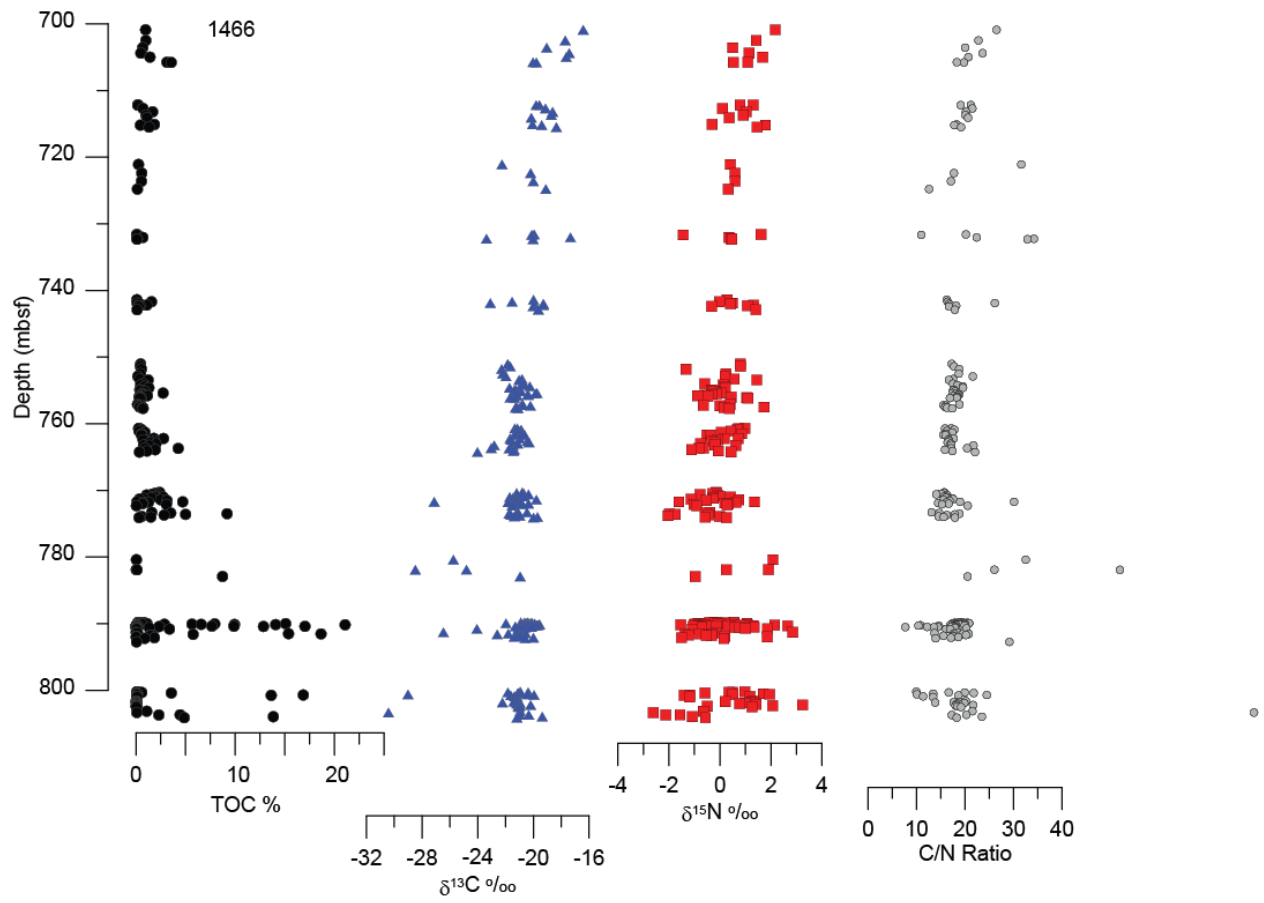 700
1466
720
740
Depth (mbsf)
760
780
800
0 10 20
TOC %
-32 -28 -24 -20 -16
δ¹³C ‰
-4 -2 0 2 4
δ¹⁵N ‰
0 10 20 30 40
C/N Ratio